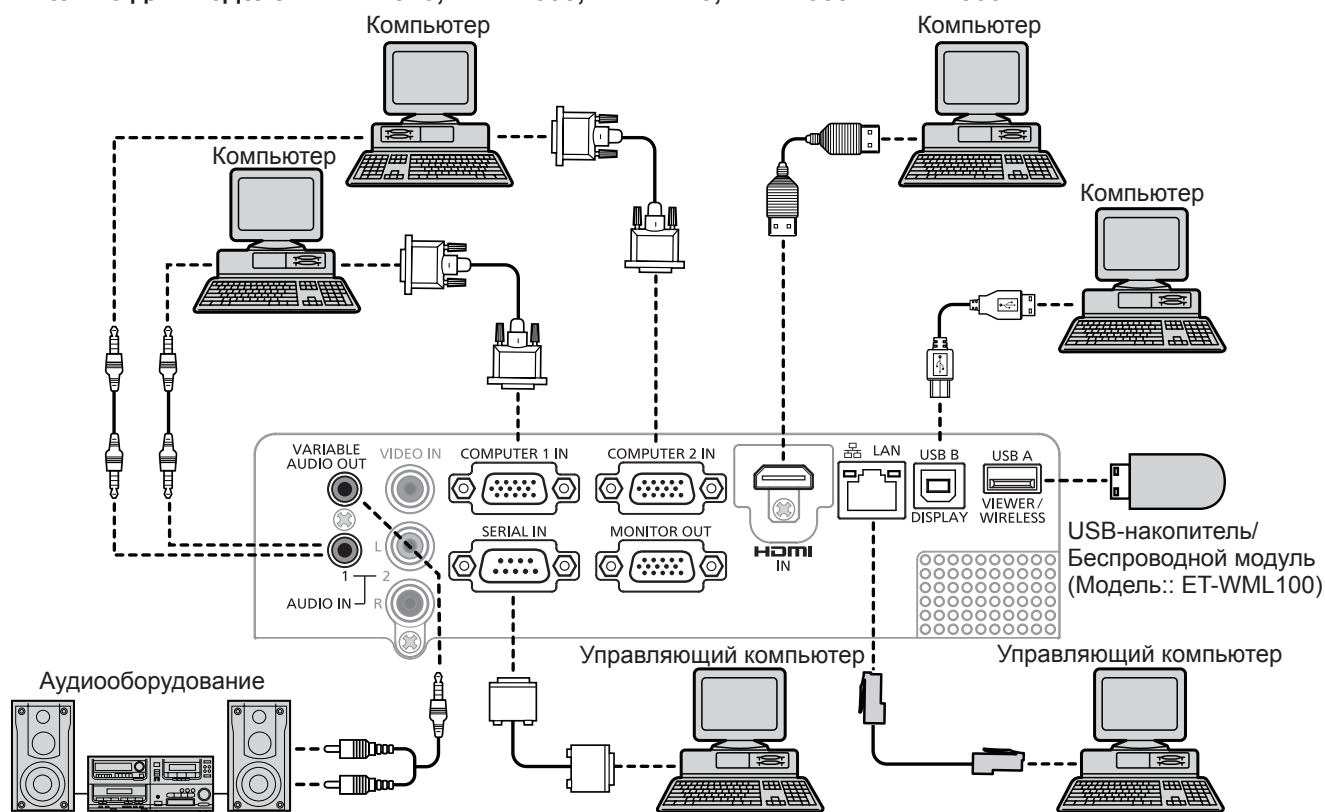 Компьютер
Компьютер
Компьютер
Компьютер
VARIABLE
AUDIO OUT
VIDEO IN
COMPUTER 1 IN
COMPUTER 2 IN
LAN
USB B
USB A
DISPLAY
VIEWER /
WIRELESS
SERIAL IN
MONITOR OUT
HDMI
IN
L
1
2
AUDIO IN
R
USB-накопитель/
Беспроводной модуль
(Модель:: ET-WML100)
Управляющий компьютер
Управляющий компьютер
Аудиооборудование